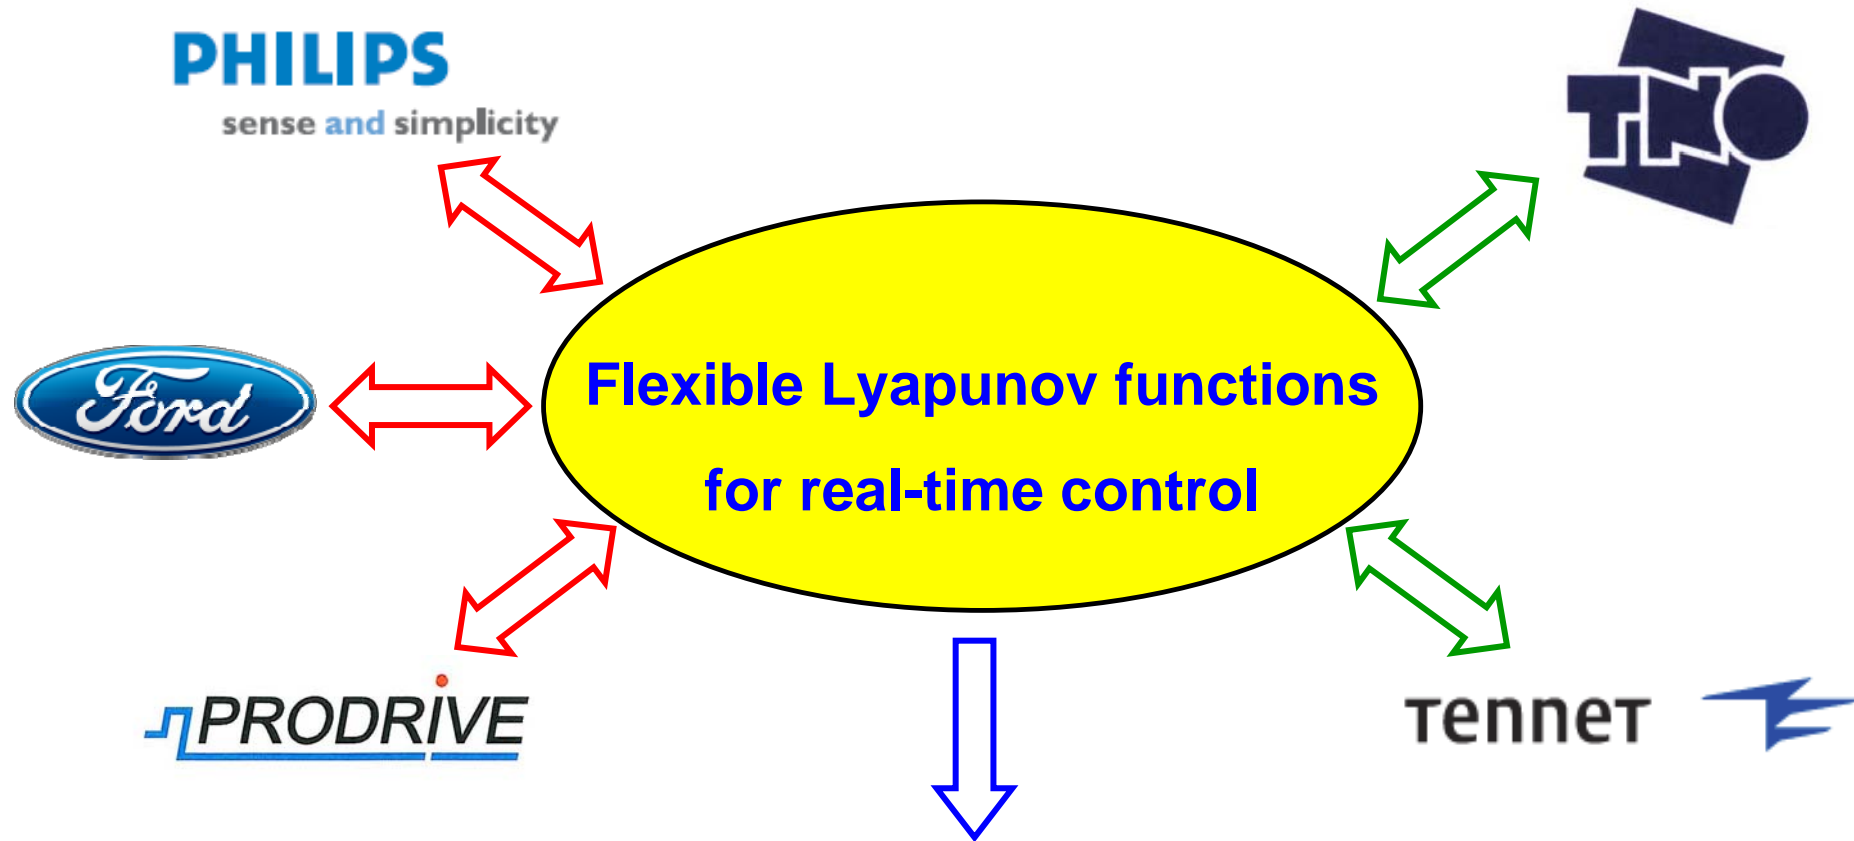 PHILIPS
sense and simplicity
TNO
Ford
Flexible Lyapunov functions
for real-time control
PRODRIVE
TenneT